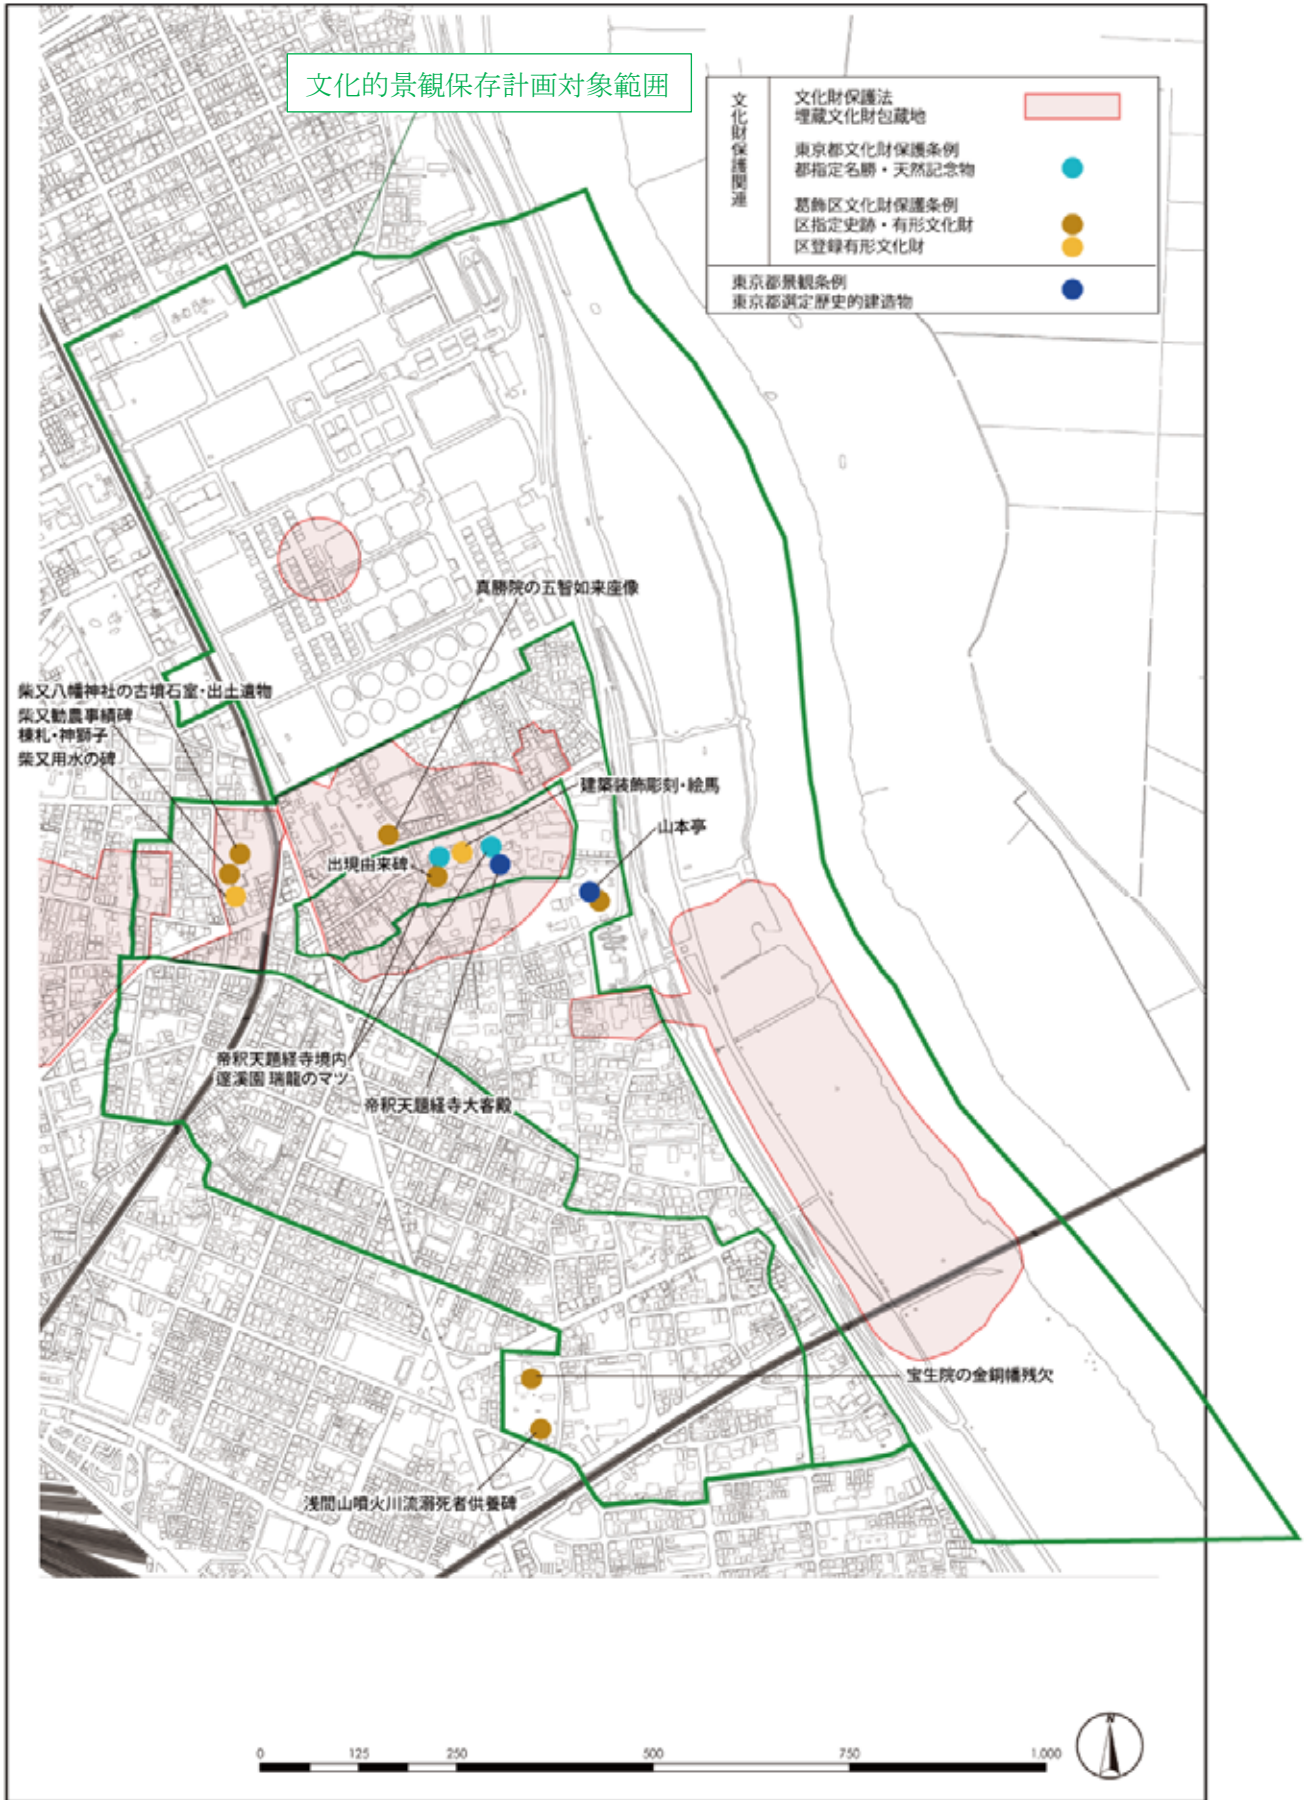 文化的景観保存計画対象範囲
文化財保護関連
文化財保護法
埋蔵文化財包蔵地
東京都文化財保護条例
都指定名勝・天然記念物
葛飾区文化財保護条例
区指定史跡・有形文化財
区登録有形文化財
東京都景観条例
東京都選定歴史的建造物
真勝院の五智如来座像
柴又八幡神社の古墳石室・出土遺物
柴又勧農事績碑
棟札・神獅子
柴又用水の碑
建築装飾彫刻・絵馬
山本亭
出現由来碑
帝釈天題経寺境内
邃渓園 瑞龍のマツ
帝釈天題経寺大客殿
宝生院の金銅幡残欠
浅間山噴火川流溺死者供養碑
0 125 250 500 750 1,000
N